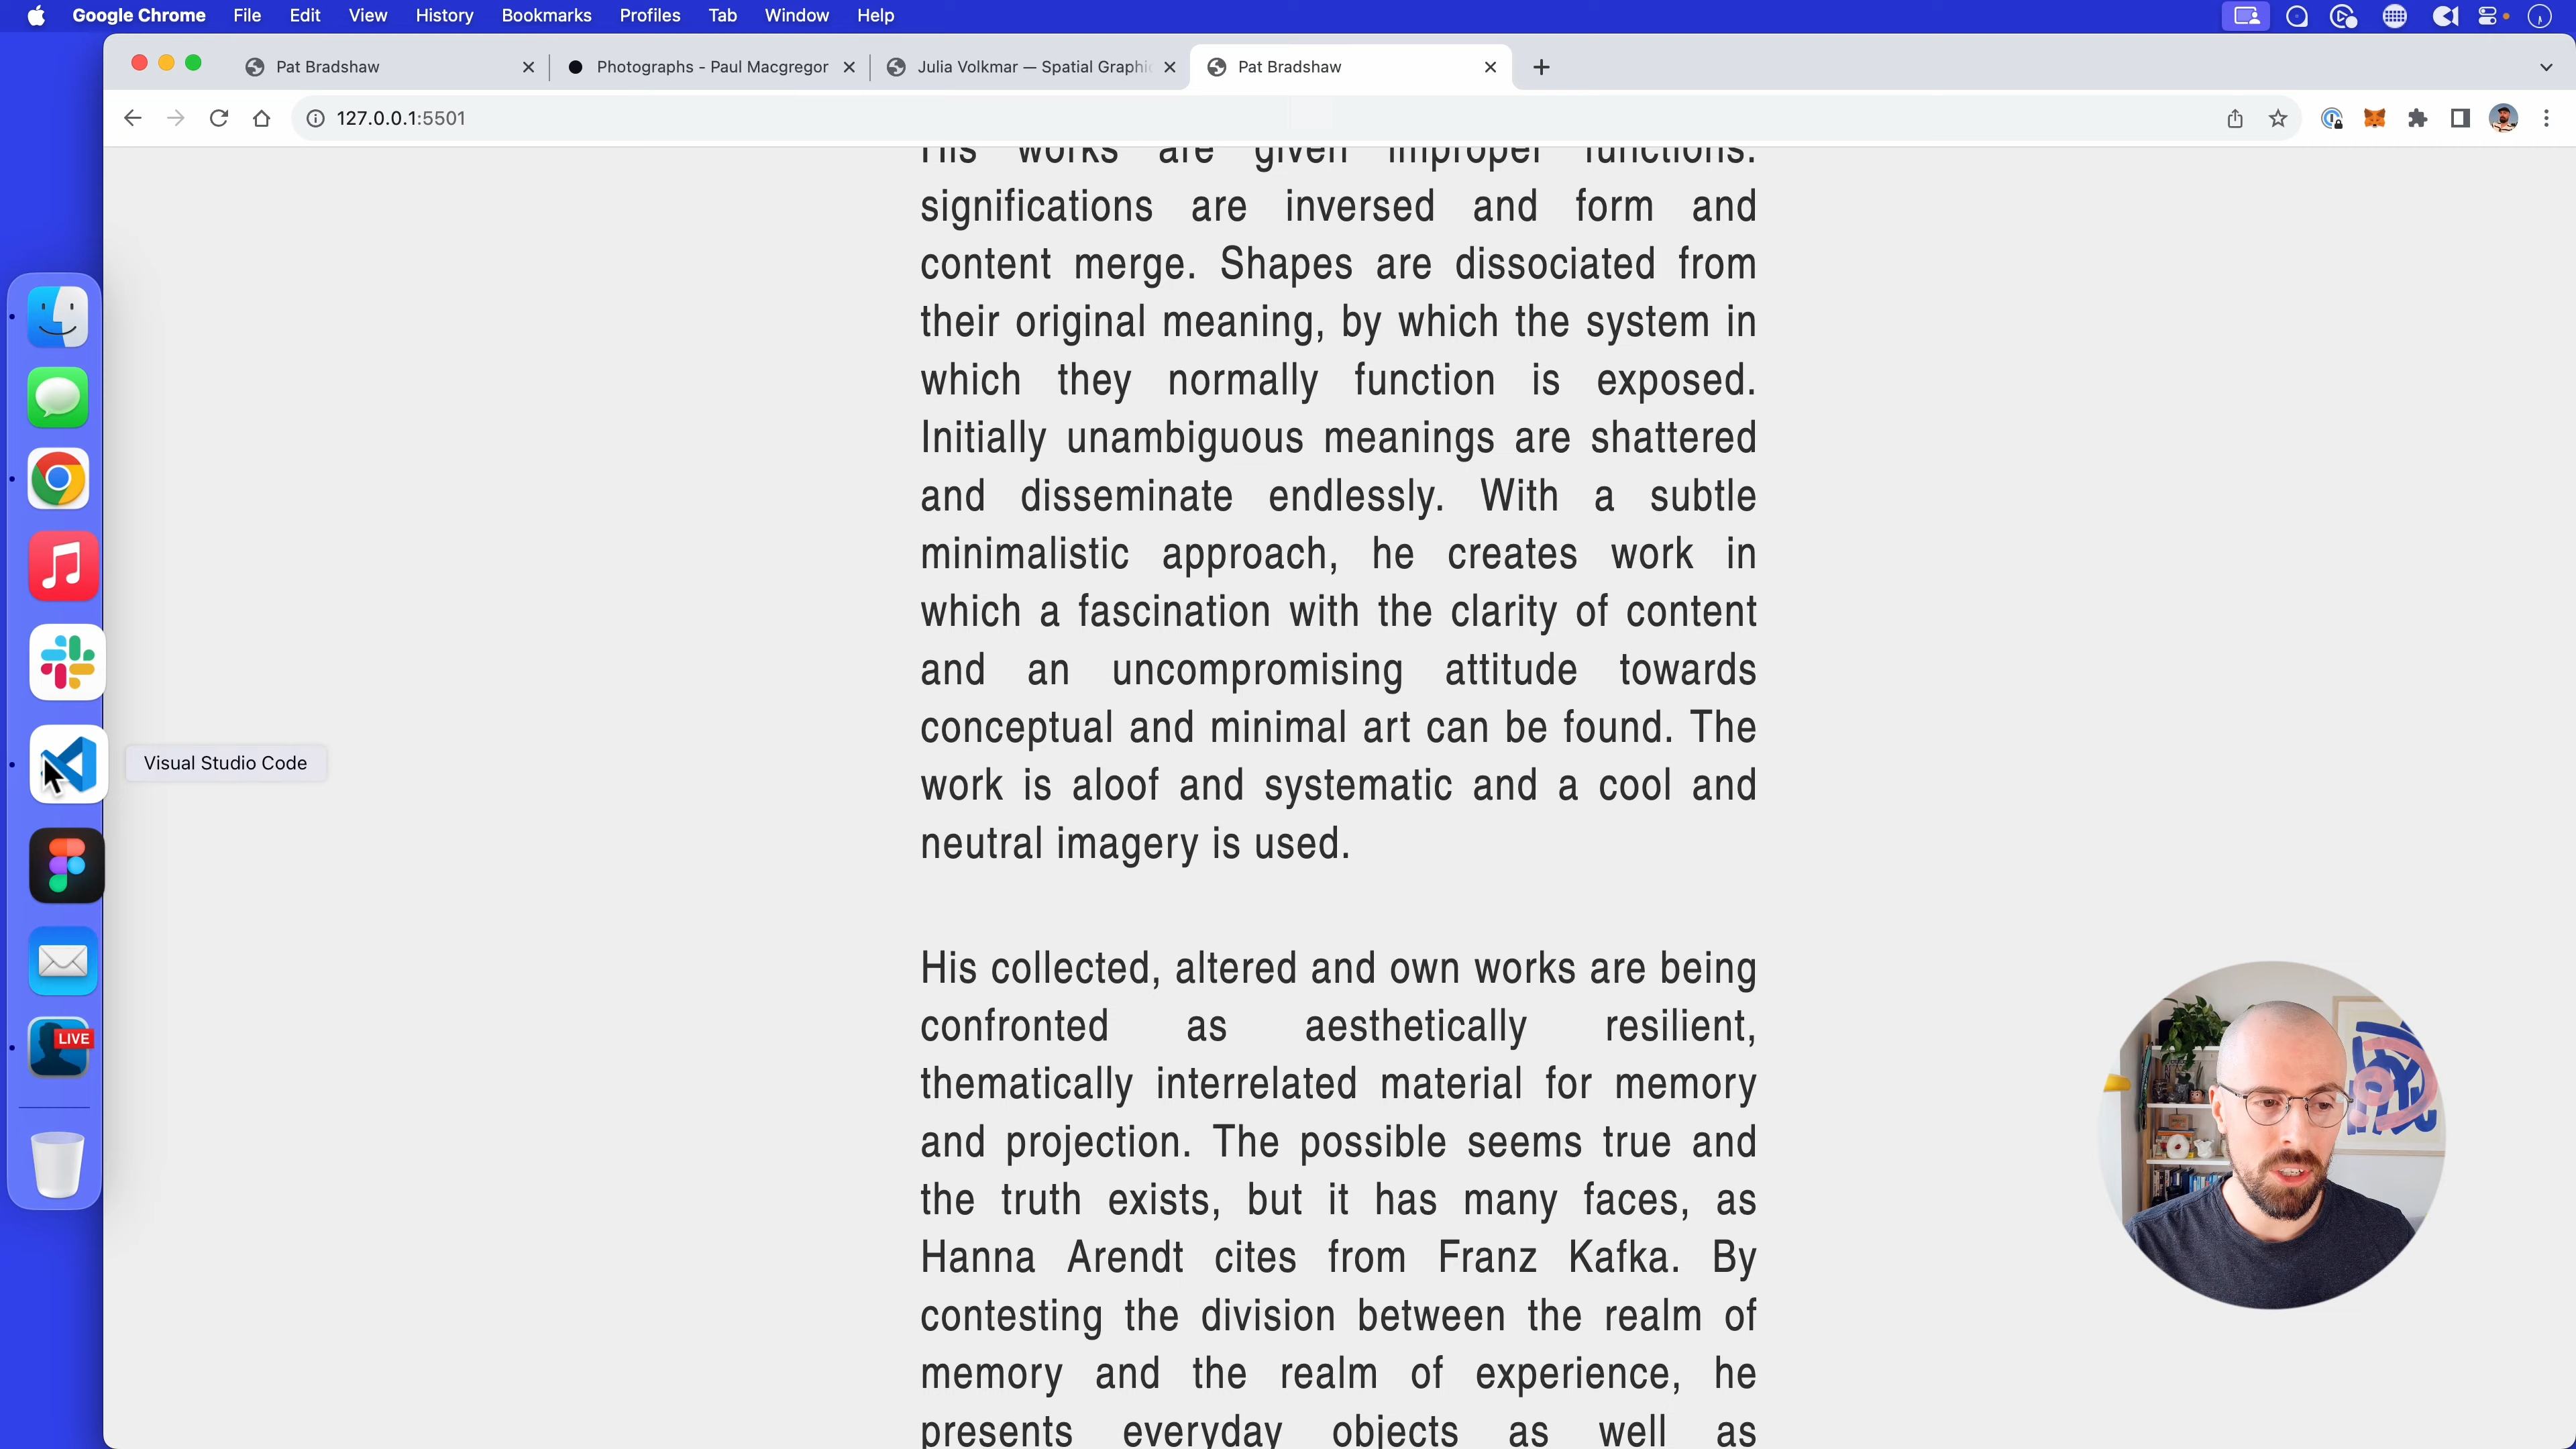 Google Chrome File Edit View History Bookmarks Profiles Tab Window Help
Pat Bradshaw
Photographs - Paul Macgregor
Julia Volkmar — Spatial Graphic
Pat Bradshaw
127.0.0.1:5501
His works are given improper functions.
significations are inversed and form and
content merge. Shapes are dissociated from
their original meaning, by which the system in
which they normally function is exposed.
Initially unambiguous meanings are shattered
and disseminate endlessly. With a subtle
minimalistic approach, he creates work in
which a fascination with the clarity of content
and an uncompromising attitude towards
conceptual and minimal art can be found. The
work is aloof and systematic and a cool and
neutral imagery is used.
His collected, altered and own works are being
confronted as aesthetically resilient,
thematically interrelated material for memory
and projection. The possible seems true and
the truth exists, but it has many faces, as
Hanna Arendt cites from Franz Kafka. By
contesting the division between the realm of
memory and the realm of experience, he
presents everyday objects as well as
Visual Studio Code
LIVE